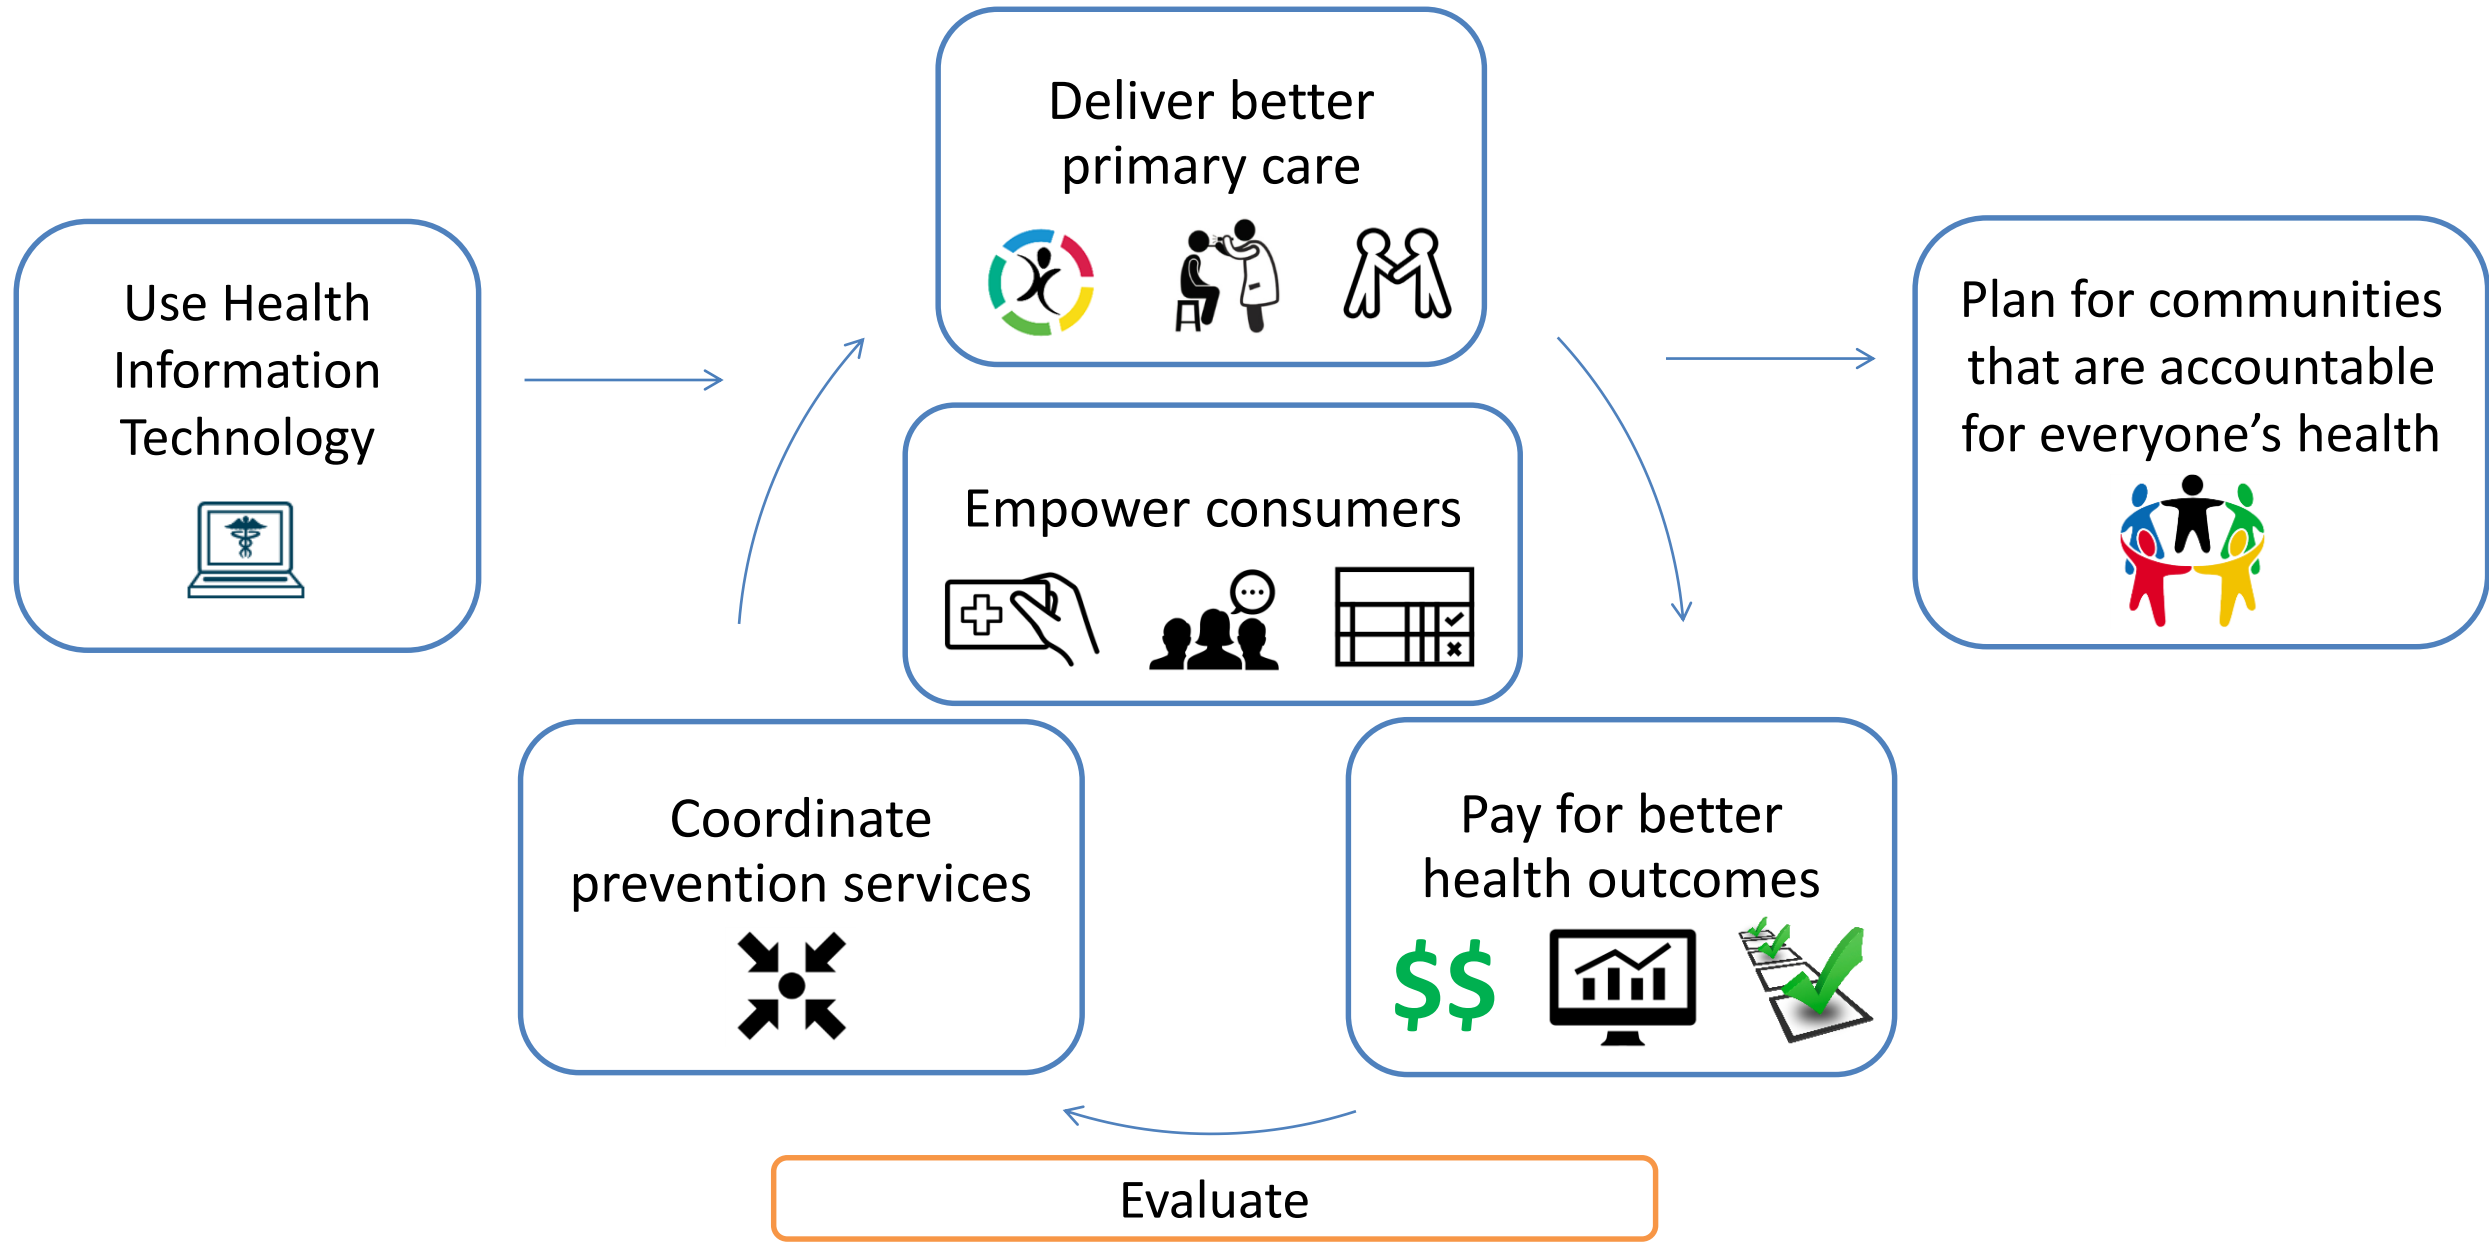 Deliver better
primary care
Use Health
Information
Technology
Plan for communities
that are accountable
for everyone’s health
Empower consumers
Coordinate
prevention services
Pay for better
health outcomes
$$
Evaluate